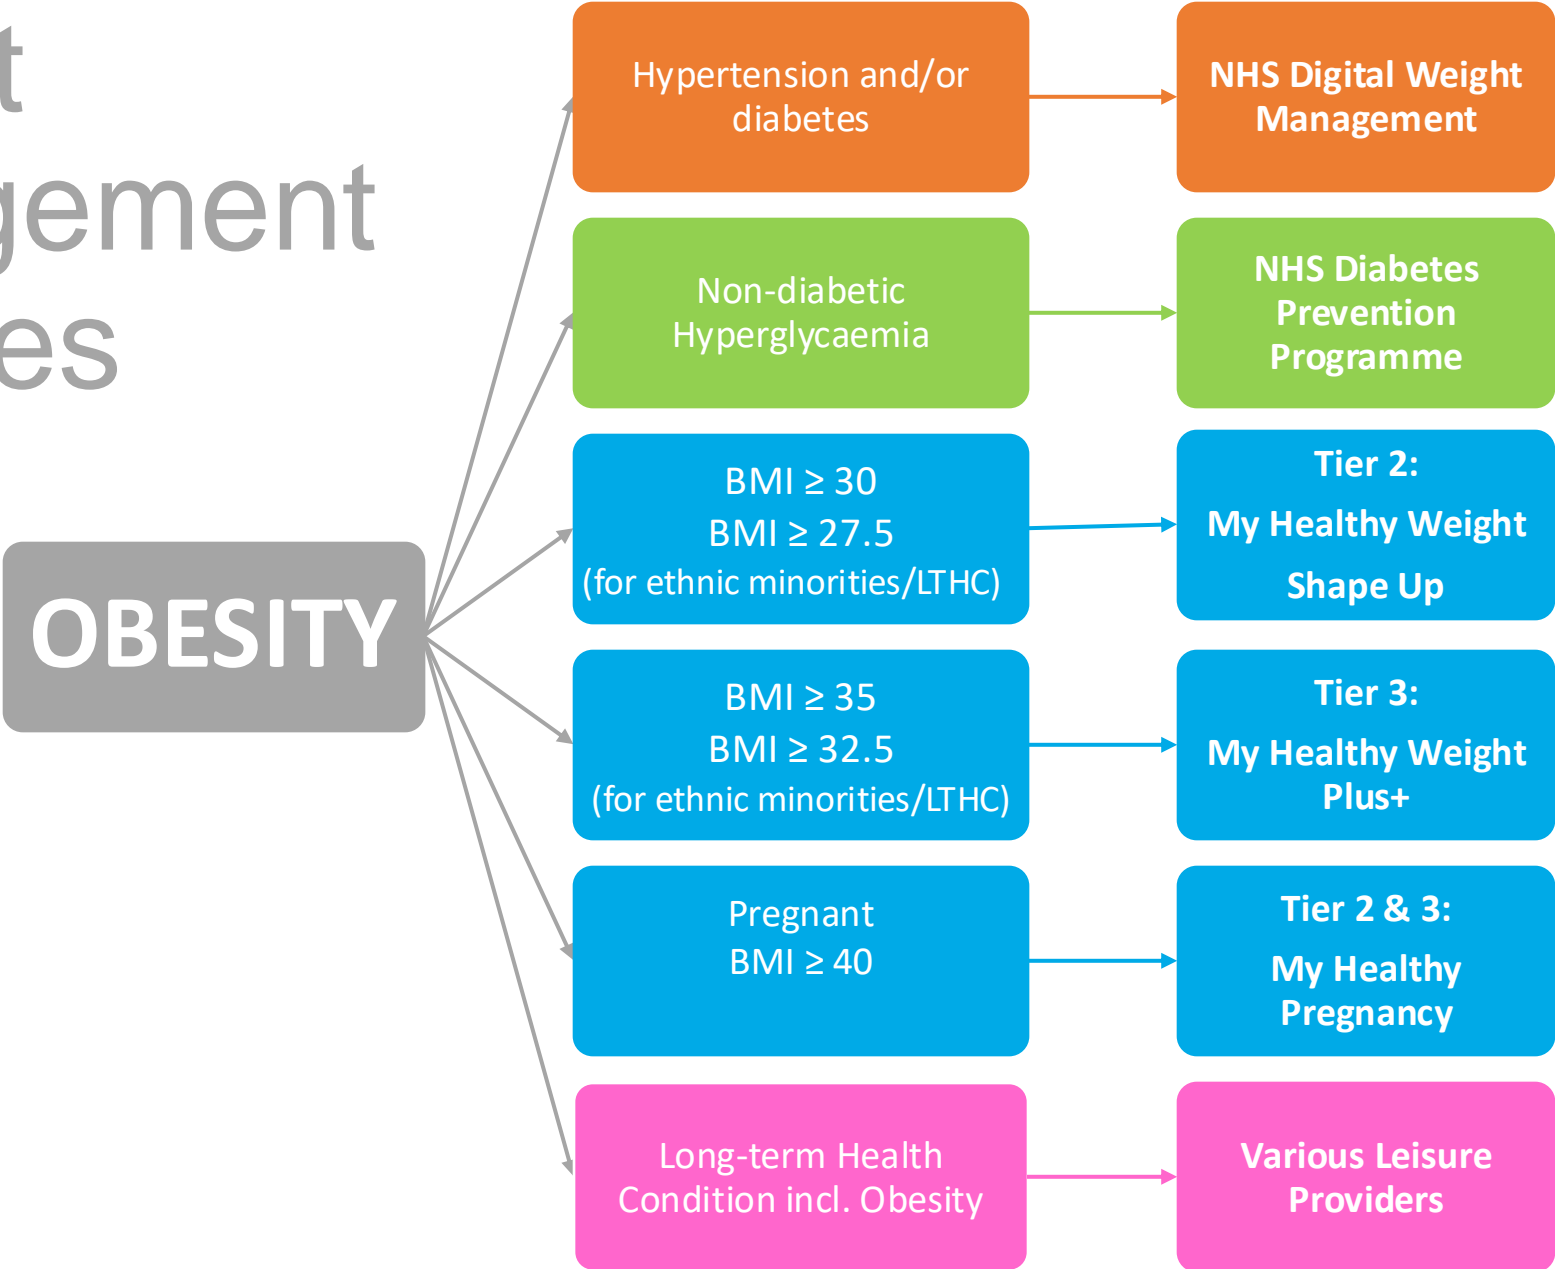 t
gement
es
OBESITY
Hypertension and/or
diabetes
NHS Digital Weight
Management
Non-diabetic
Hyperglycaemia
NHS Diabetes
Prevention
Programme
BMI ≥ 30
BMI ≥ 27.5
(for ethnic minorities/LTHC)
Tier 2:
My Healthy Weight
Shape Up
BMI ≥ 35
BMI ≥ 32.5
(for ethnic minorities/LTHC)
Tier 3:
My Healthy Weight
Plus+
Pregnant
BMI ≥ 40
Tier 2 & 3:
My Healthy
Pregnancy
Long-term Health
Condition incl. Obesity
Various Leisure
Providers